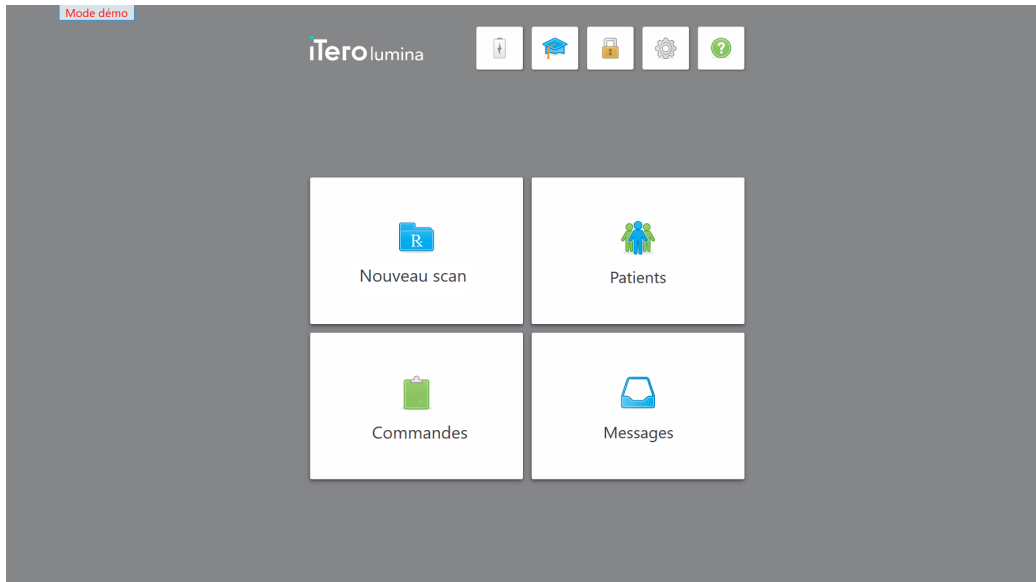 Mode démo
iTero lumina
Nouveau scan
Patients
Commandes
Messages